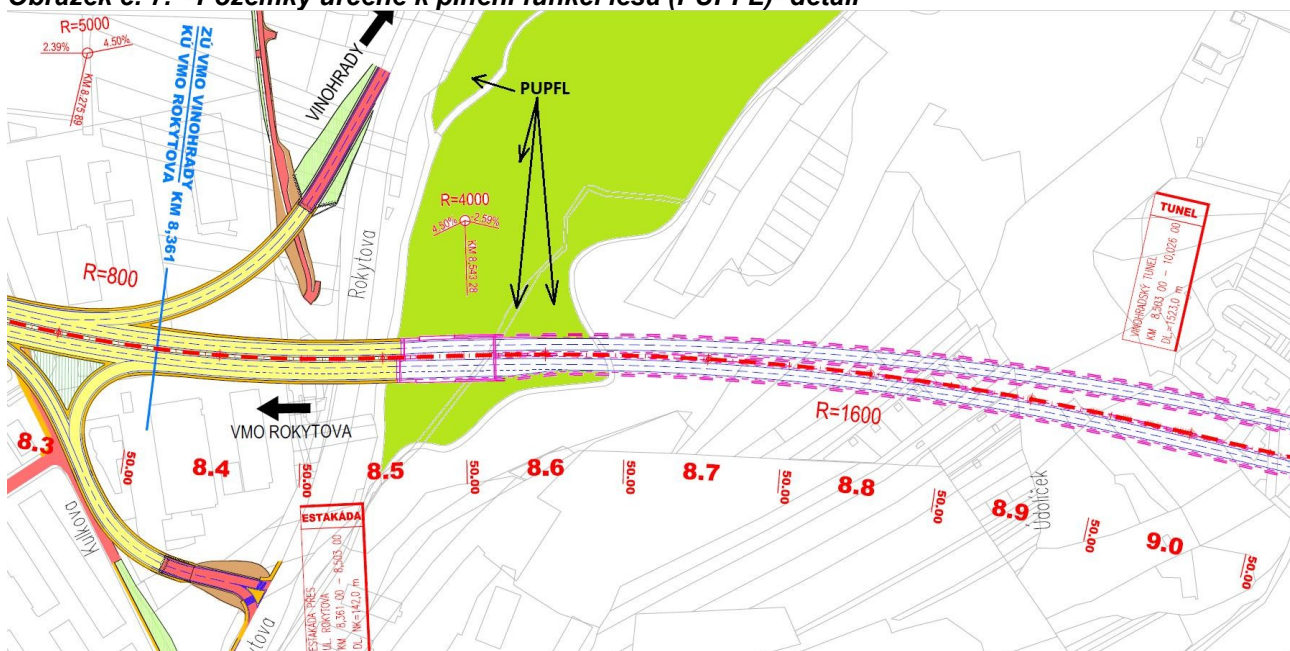 Obrázek č. 7: Pozemky určené k plnění funkcí lesa (PUPFL)- detail
R=5000
2.39%
4.50%
KM 8,275.89
ZÚ VMO VINOHRADY
KÚ VMO ROKYTOVA KM 8,361
VINOHRADY
PUPFL
R=4000
4.50%
2.59%
KM 8,543.28
R=800
Rokytova
TUNEL
VINOHRADSKÝ TUNEL
KM 8,503 00 - 10,026 00
DL.=1523,0 m
VMO ROKYTOVA
R=1600
8.3
50.00
8.4
50.00
8.5
50.00
8.6
50.00
8.7
50.00
8.8
50.00
8.9
50.00
9.0
50.00
Údolíček
Kulkova
ESTAKÁDA
ESTAKÁDA PŘES
UL. ROKYTOVA
KM 8,361 00 - 8,503 00
DL. NK=142,0 m